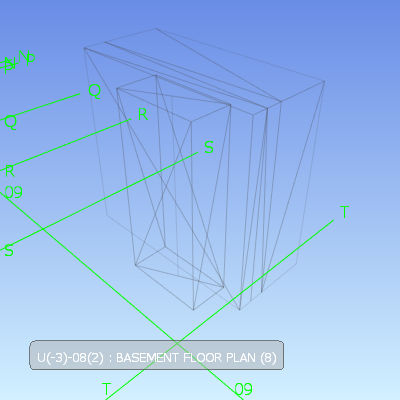 Q
R
S
T
Q
R
09
S
U(-3)-08(2) : BASEMENT FLOOR PLAN (8)
T
09